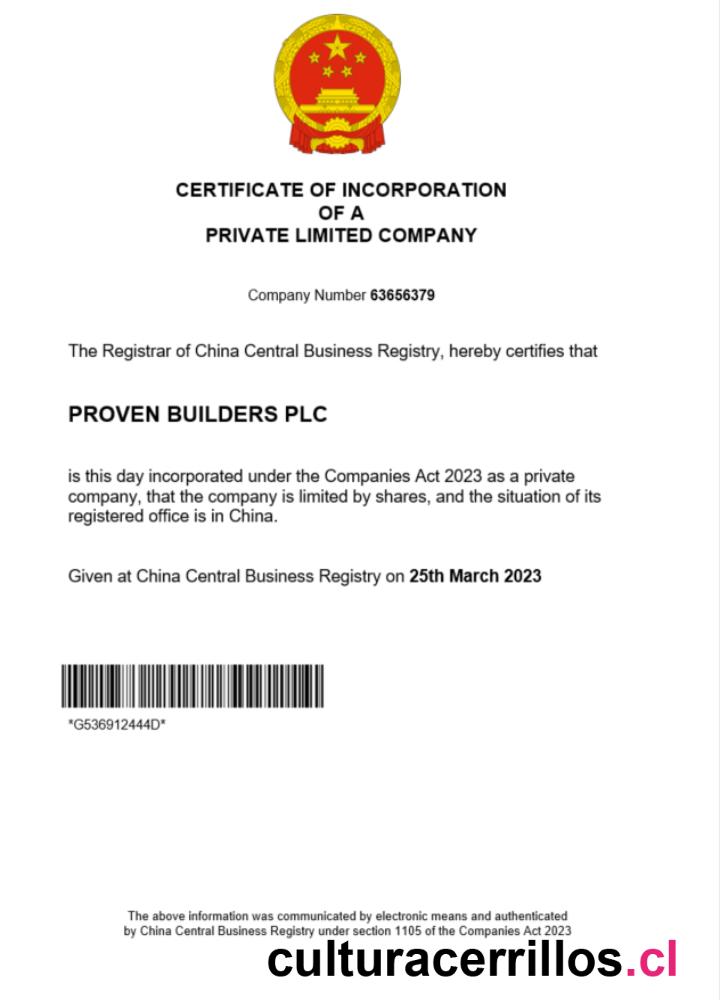 CERTIFICATE OF INCORPORATION
OF A
PRIVATE LIMITED COMPANY
Company Number 63656379
The Registrar of China Central Business Registry, hereby certifies that
PROVEN BUILDERS PLC
is this day incorporated under the Companies Act 2023 as a private
company, that the company is limited by shares, and the situation of its
registered office is in China.
Given at China Central Business Registry on 25th March 2023
*G536912444D*
The above information was communicated by electronic means and authenticated
by China Central Business Registry under section 1105 of the Companies Act 2023
culturacerrillos.cl